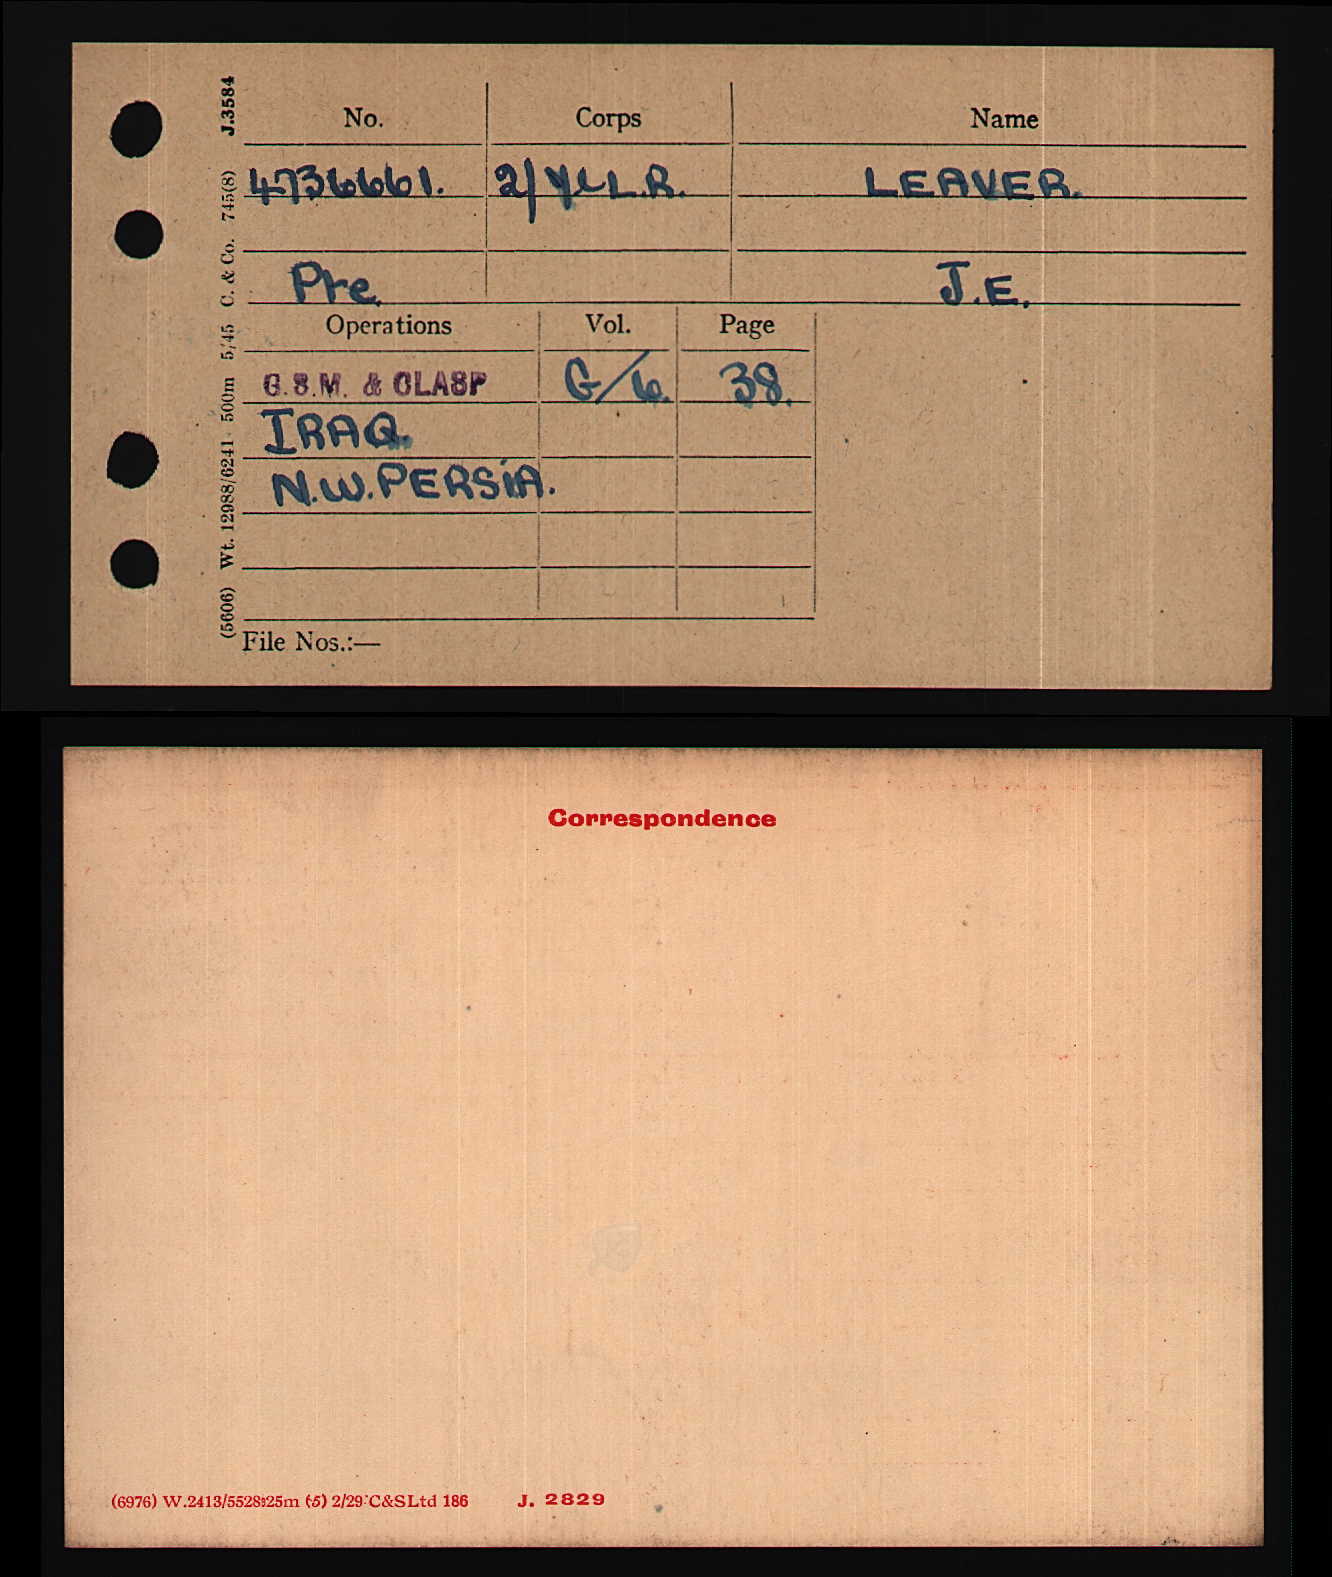 J.3584
(5606) Wt. 12988/6241 500m 5/45 C. & Co. 745(8)
No. Corps Name
4736661. 2/Y&L.R. LEAVER.
Pte. J.E.
Operations Vol. Page
G.S.M. & CLASP G/6. 38.
IRAQ.
N.W. PERSIA.
File Nos.:—
Correspondence
(6976) W.2413/5528 25m (5) 2/29 C&S Ltd 186 J. 2829